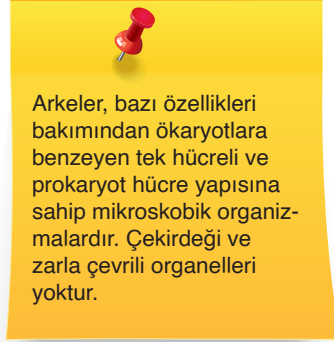 Arkeler, bazı özellikleri
bakımından ökaryotlara
benzeyen tek hücreli ve
prokaryot hücre yapısına
sahip mikroskobik organiz-
malardır. Çekirdeği ve
zarla çevrili organelleri
yoktur.